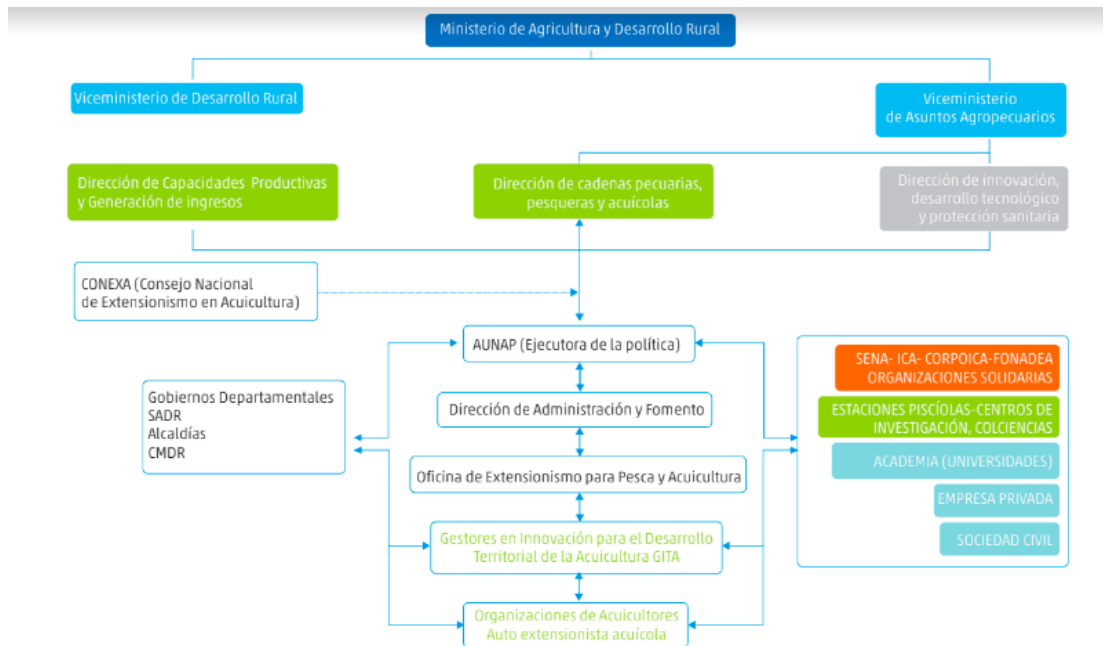 Ministerio de Agricultura y Desarrollo Rural
Viceministerio de Desarrollo Rural
Viceministerio
de Asuntos Agropecuarios
Dirección de Capacidades Productivas
y Generación de ingresos
Dirección de cadenas pecuarias,
pesqueras y acuícolas
Dirección de innovación,
desarrollo tecnológico
y protección sanitaria
CONEXA (Consejo Nacional
de Extensionismo en Acuicultura)
AUNAP (Ejecutora de la política)
Gobiernos Departamentales
SADR
Alcaldías
CMDR
Dirección de Administración y Fomento
Oficina de Extensionismo para Pesca y Acuicultura
Gestores en Innovación para el Desarrollo
Territorial de la Acuicultura GITA
Organizaciones de Acuicultores
Auto extensionista acuícola
SENA- ICA- CORPOICA-FONADEA
ORGANIZACIONES SOLIDARIAS
ESTACIONES PISCÍOLAS-CENTROS DE
INVESTIGACIÓN, COLCIENCIAS
ACADEMIA (UNIVERSIDADES)
EMPRESA PRIVADA
SOCIEDAD CIVIL